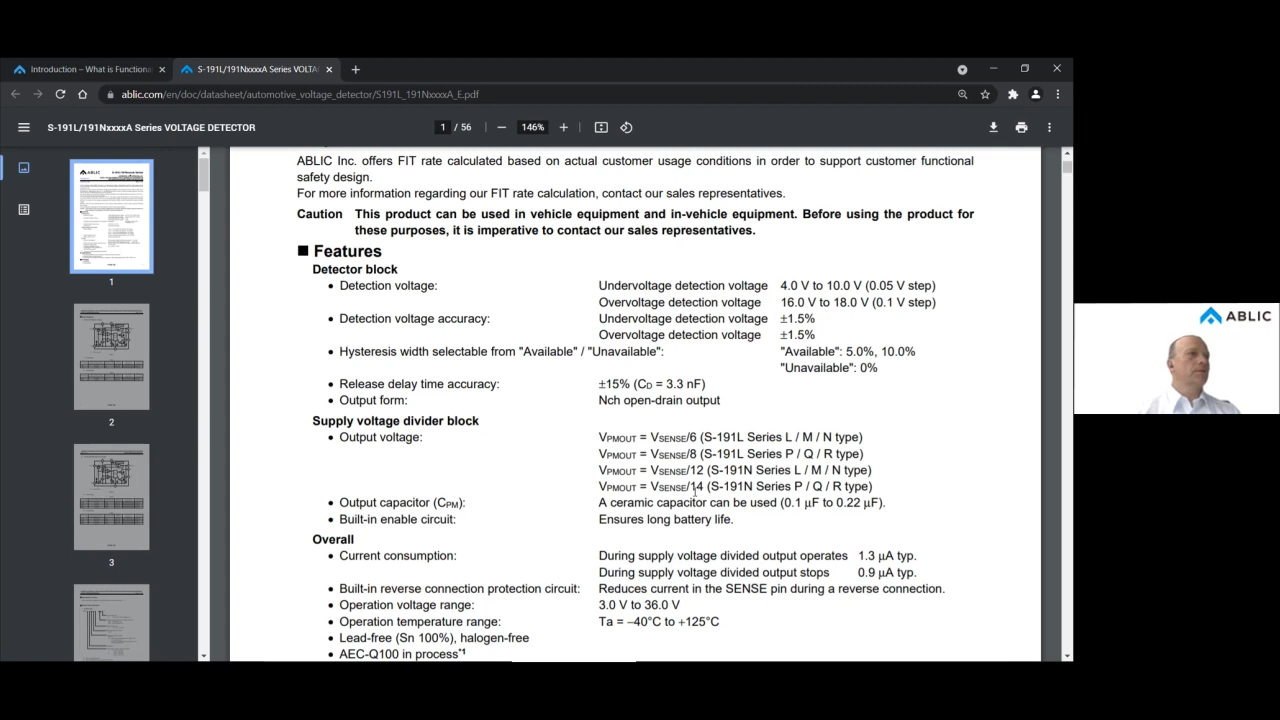 Introduction – What is Functiona
S-191L/191NxxxxA Series VOLTA
ablic.com/en/doc/datasheet/automotive_voltage_detector/S191L_191NxxxxA_E.pdf
S-191L/191NxxxxA Series VOLTAGE DETECTOR
1 / 56
146%
ABLIC Inc. offers FIT rate calculated based on actual customer usage conditions in order to support customer functional
safety design.
For more information regarding our FIT rate calculation, contact our sales representatives.
Caution This product can be used in vehicle equipment and in-vehicle equipment. Before using the product for
these purposes, it is imperative to contact our sales representatives.
■ Features
Detector block
• Detection voltage: Undervoltage detection voltage 4.0 V to 10.0 V (0.05 V step)
Overvoltage detection voltage 16.0 V to 18.0 V (0.1 V step)
• Detection voltage accuracy: Undervoltage detection voltage ±1.5%
Overvoltage detection voltage ±1.5%
• Hysteresis width selectable from "Available" / "Unavailable": "Available": 5.0%, 10.0%
"Unavailable": 0%
• Release delay time accuracy: ±15% (CD = 3.3 nF)
• Output form: Nch open-drain output
Supply voltage divider block
• Output voltage: VPMOUT = VSENSE/6 (S-191L Series L / M / N type)
VPMOUT = VSENSE/8 (S-191L Series P / Q / R type)
VPMOUT = VSENSE/12 (S-191N Series L / M / N type)
VPMOUT = VSENSE/14 (S-191N Series P / Q / R type)
• Output capacitor (CPM): A ceramic capacitor can be used (0.1 μF to 0.22 μF).
• Built-in enable circuit: Ensures long battery life.
Overall
• Current consumption: During supply voltage divided output operates 1.3 μA typ.
During supply voltage divided output stops 0.9 μA typ.
• Built-in reverse connection protection circuit: Reduces current in the SENSE pin during a reverse connection.
• Operation voltage range: 3.0 V to 36.0 V
• Operation temperature range: Ta = −40°C to +125°C
• Lead-free (Sn 100%), halogen-free
• AEC-Q100 in process*1
1
2
3
ABLIC